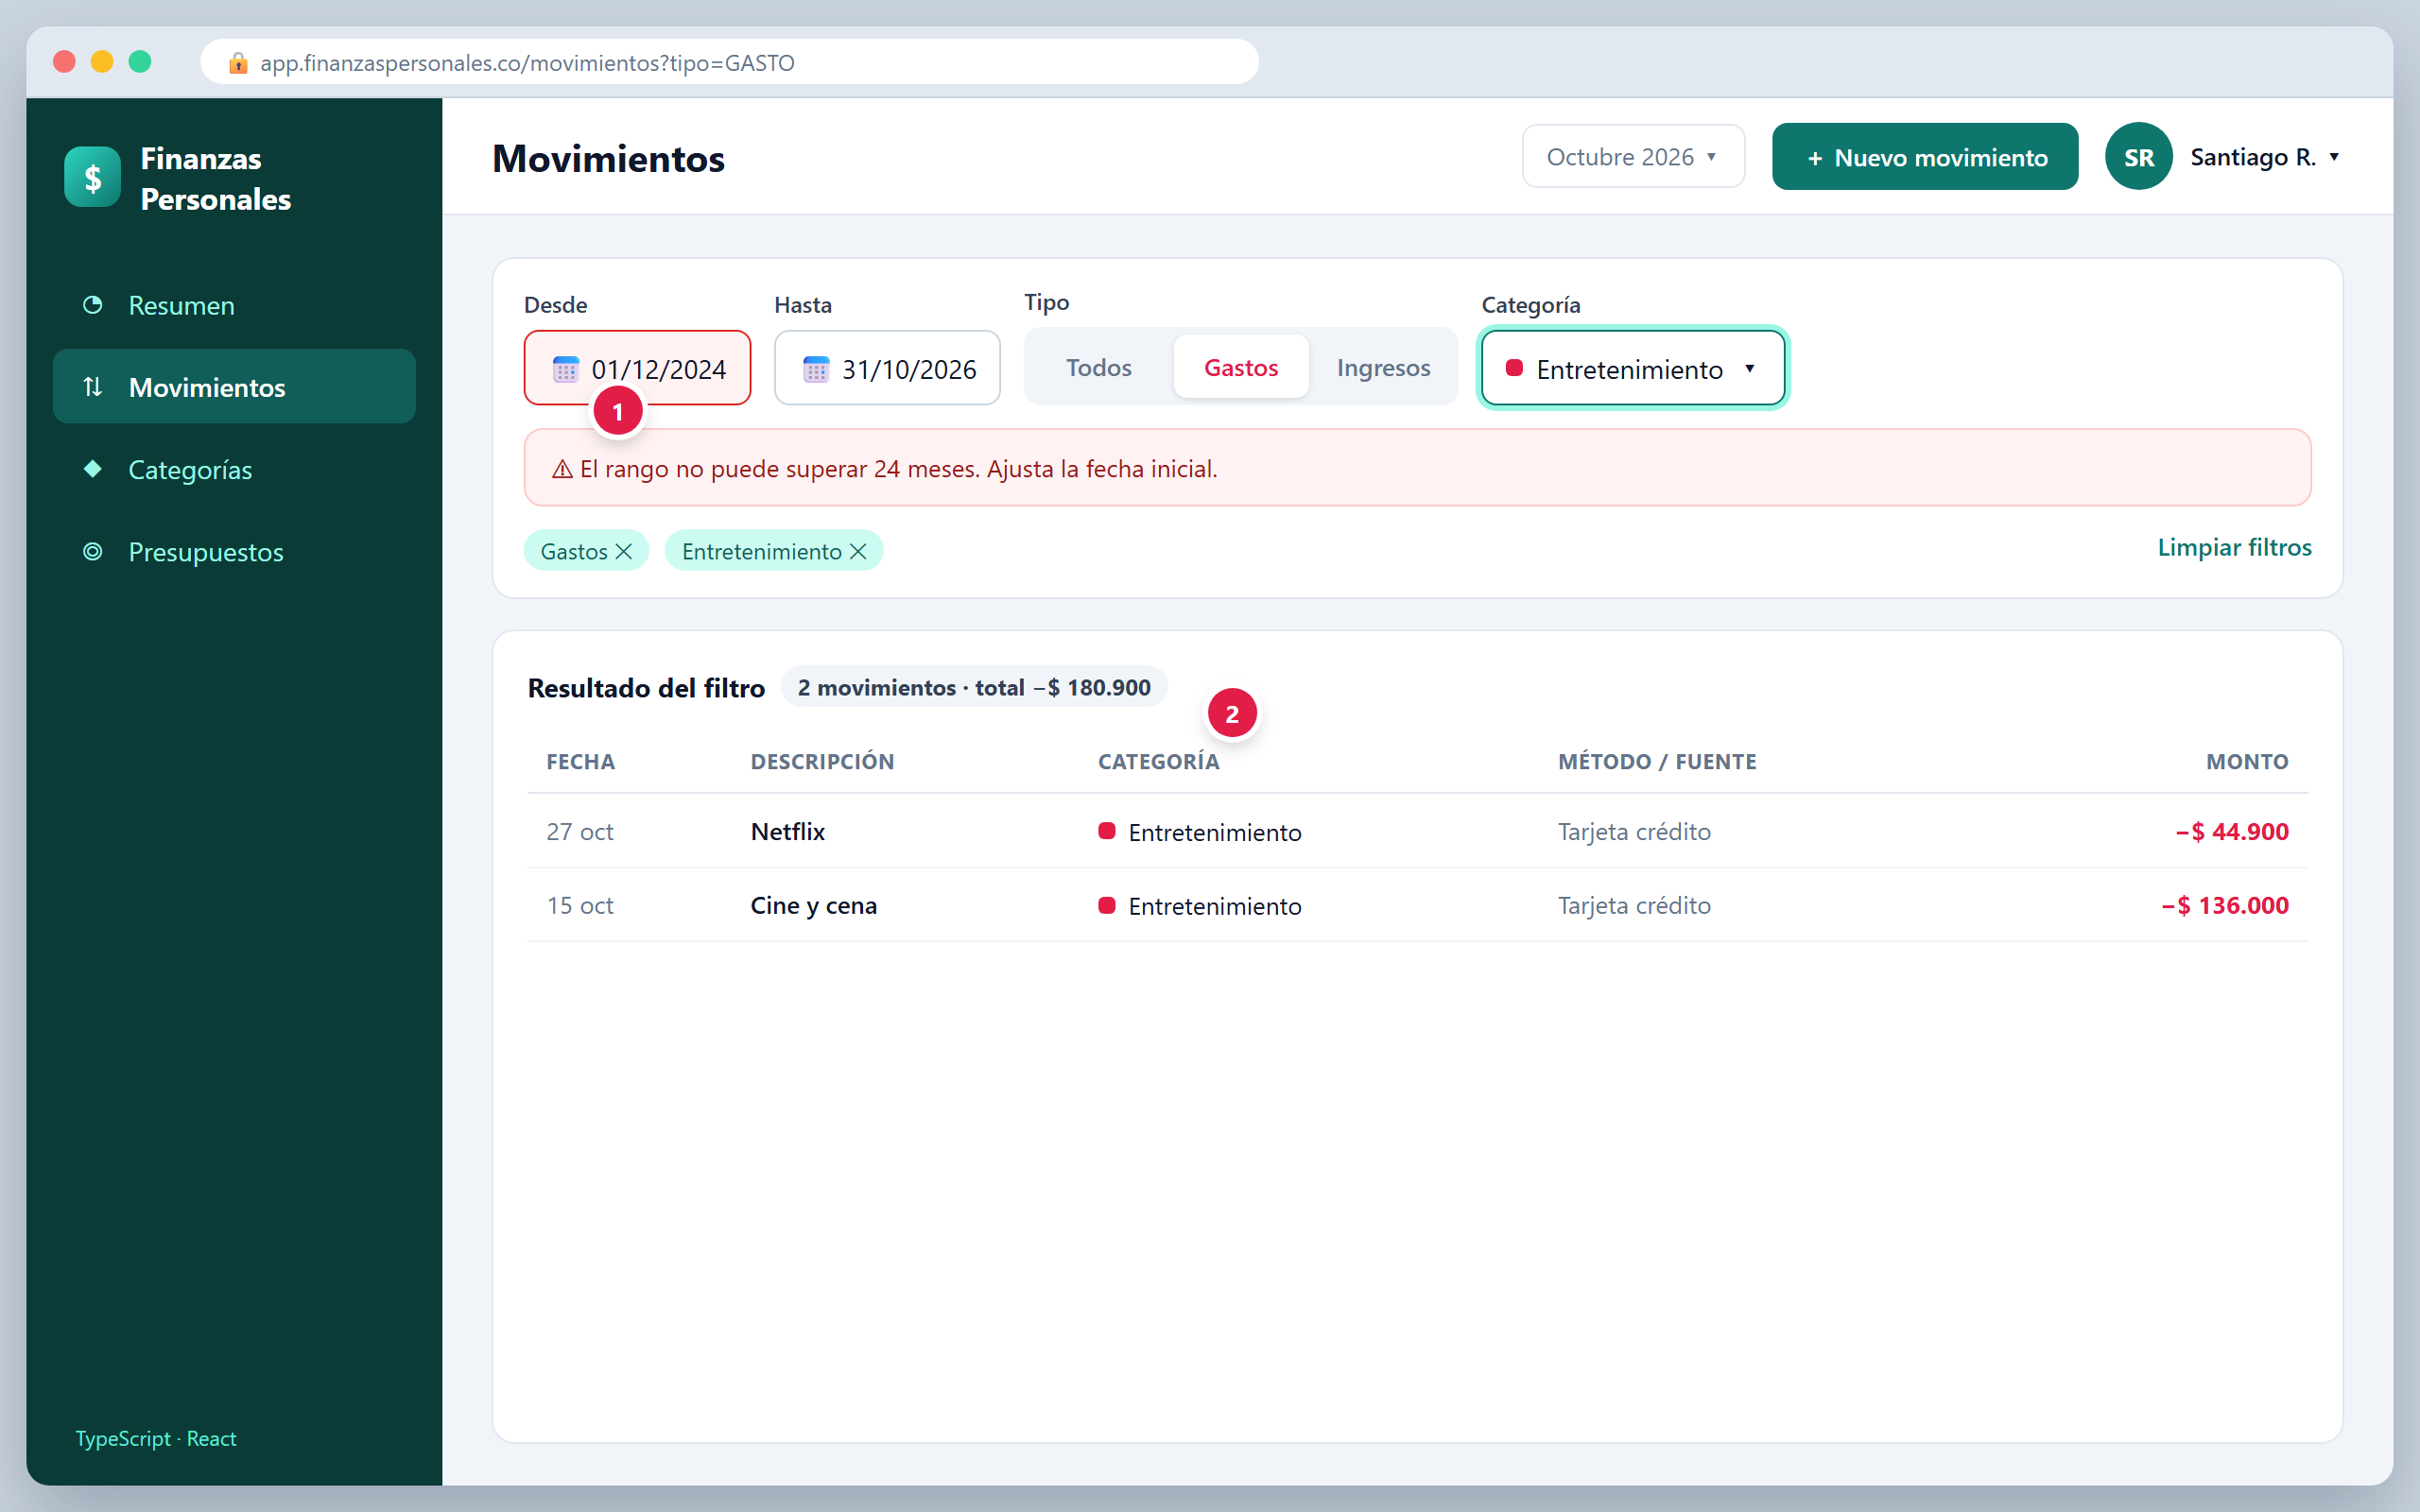 app.finanzaspersonales.co/movimientos?tipo=GASTO
$
Finanzas
Personales
Resumen
Movimientos
Categorías
Presupuestos
TypeScript · React
Movimientos
Octubre 2026
+ Nuevo movimiento
SR
Santiago R.
Desde
Hasta
Tipo
Categoría
01/12/2024
31/10/2026
Todos
Gastos
Ingresos
Entretenimiento
1
⚠ El rango no puede superar 24 meses. Ajusta la fecha inicial.
Gastos ✕
Entretenimiento ✕
Limpiar filtros
Resultado del filtro
2 movimientos · total −$ 180.900
2
FECHA DESCRIPCIÓN CATEGORÍA MÉTODO / FUENTE MONTO
27 oct Netflix Entretenimiento Tarjeta crédito −$ 44.900
15 oct Cine y cena Entretenimiento Tarjeta crédito −$ 136.000